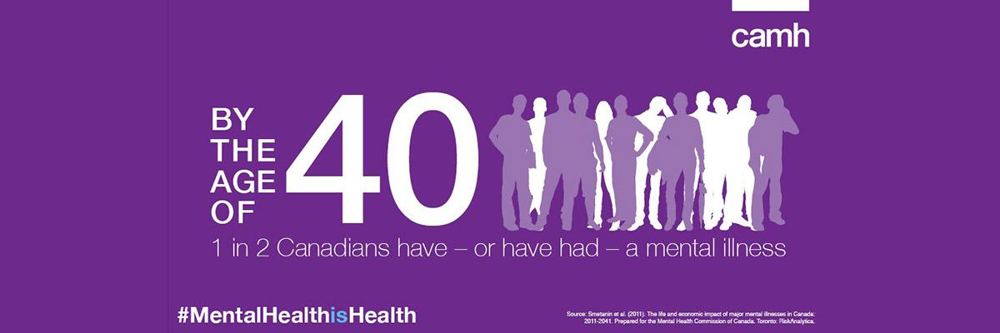 camh
BY
THE
AGE
OF
40
1 in 2 Canadians have – or have had – a mental illness
#MentalHealthisHealth
Source: Smetanin et al. (2011). The life and economic impact of major mental illnesses in Canada:
2011-2041. Prepared for the Mental Health Commission of Canada. Toronto: RiskAnalytica.